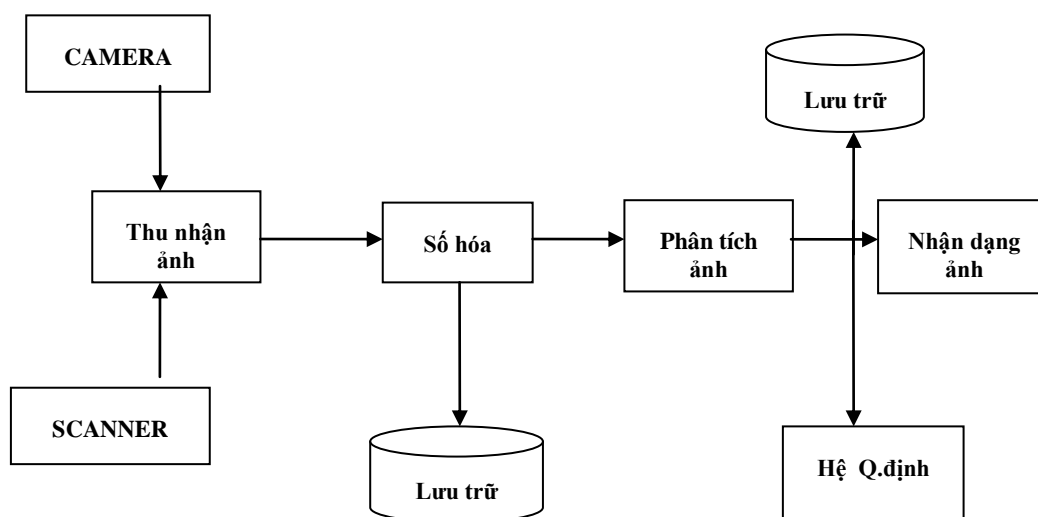 CAMERA
Lưu trữ
Thu nhận
ảnh
Số hóa
Phân tích
ảnh
Nhận dạng
ảnh
SCANNER
Lưu trữ
Hệ Q.định